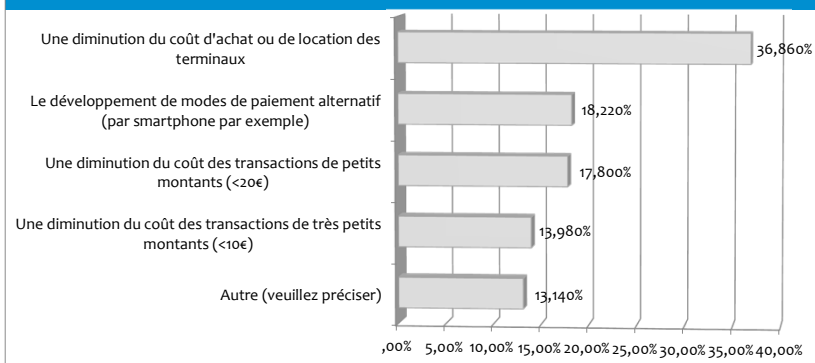 Une diminution du coût d'achat ou de location des
terminaux
36,860%
Le développement de modes de paiement alternatif
(par smartphone par exemple)
18,220%
Une diminution du coût des transactions de petits
montants (<20€)
17,800%
Une diminution du coût des transactions de très petits
montants (<10€)
13,980%
Autre (veuillez préciser)
13,140%
,00% 5,00% 10,00% 15,00% 20,00% 25,00% 30,00% 35,00% 40,00%